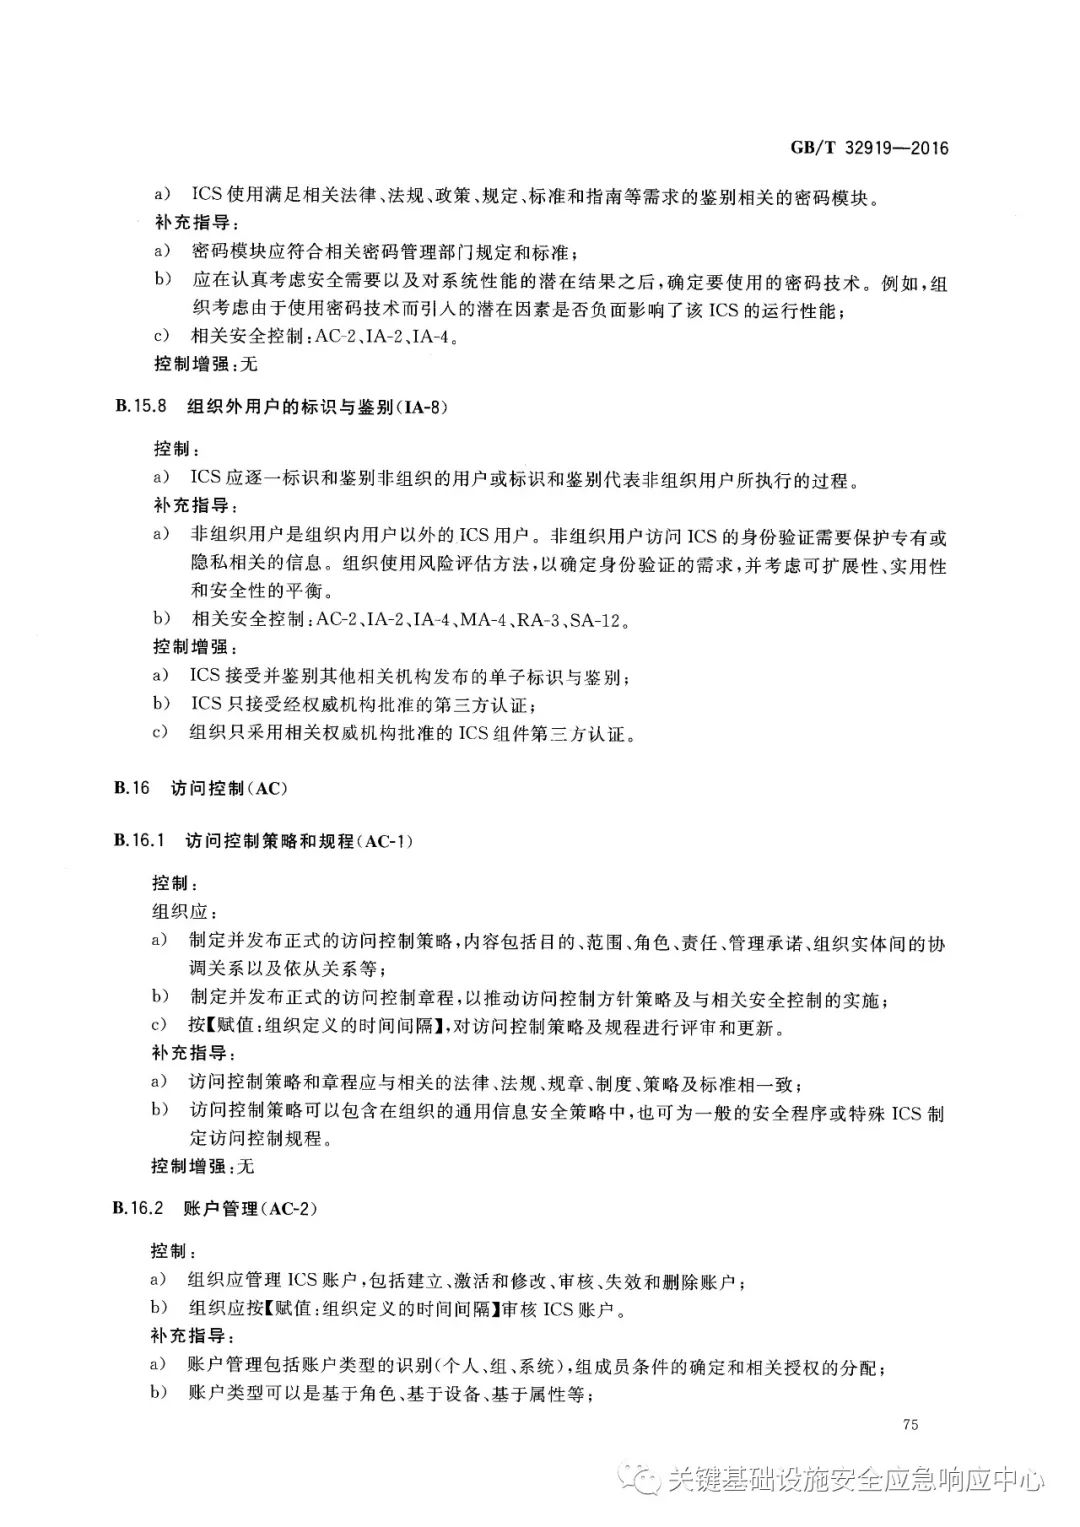 GB/T 32919—2016
a) ICS使用满足相关法律、法规、政策、规定、标准和指南等需求的鉴别相关的密码模块。
补充指导:
a) 密码模块应符合相关密码管理部门规定和标准;
b) 应在认真考虑安全需要以及对系统性能的潜在结果之后,确定要使用的密码技术。例如,组
织考虑由于使用密码技术而引入的潜在因素是否负面影响了该 ICS 的运行性能;
c) 相关安全控制:AC-2、IA-2、IA-4。
控制增强:无
B.15.8 组织外用户的标识与鉴别(IA-8)
控制:
a) ICS应逐一标识和鉴别非组织的用户或标识和鉴别代表非组织用户所执行的过程。
补充指导:
a) 非组织用户是组织内用户以外的 ICS 用户。非组织用户访问 ICS 的身份验证需要保护专有或
隐私相关的信息。组织使用风险评估方法,以确定身份验证的需求,并考虑可扩展性、实用性
和安全性的平衡。
b) 相关安全控制:AC-2、IA-2、IA-4、MA-4、RA-3、SA-12。
控制增强:
a) ICS接受并鉴别其他相关机构发布的单子标识与鉴别;
b) ICS只接受经权威机构批准的第三方认证;
c) 组织只采用相关权威机构批准的 ICS 组件第三方认证。
B.16 访问控制(AC)
B.16.1 访问控制策略和规程(AC-1)
控制:
组织应:
a) 制定并发布正式的访问控制策略,内容包括目的、范围、角色、责任、管理承诺、组织实体间的协
调关系以及依从关系等;
b) 制定并发布正式的访问控制章程,以推动访问控制方针策略及与相关安全控制的实施;
c) 按【赋值:组织定义的时间间隔】,对访问控制策略及规程进行评审和更新。
补充指导:
a) 访问控制策略和章程应与相关的法律、法规、规章、制度、策略及标准相一致;
b) 访问控制策略可以包含在组织的通用信息安全策略中,也可为一般的安全程序或特殊 ICS 制
定访问控制规程。
控制增强:无
B.16.2 账户管理(AC-2)
控制:
a) 组织应管理 ICS 账户,包括建立、激活和修改、审核、失效和删除账户;
b) 组织应按【赋值:组织定义的时间间隔】审核 ICS 账户。
补充指导:
a) 账户管理包括账户类型的识别(个人、组、系统),组成员条件的确定和相关授权的分配;
b) 账户类型可以是基于角色、基于设备、基于属性等;
75
关键基础设施安全应急响应中心